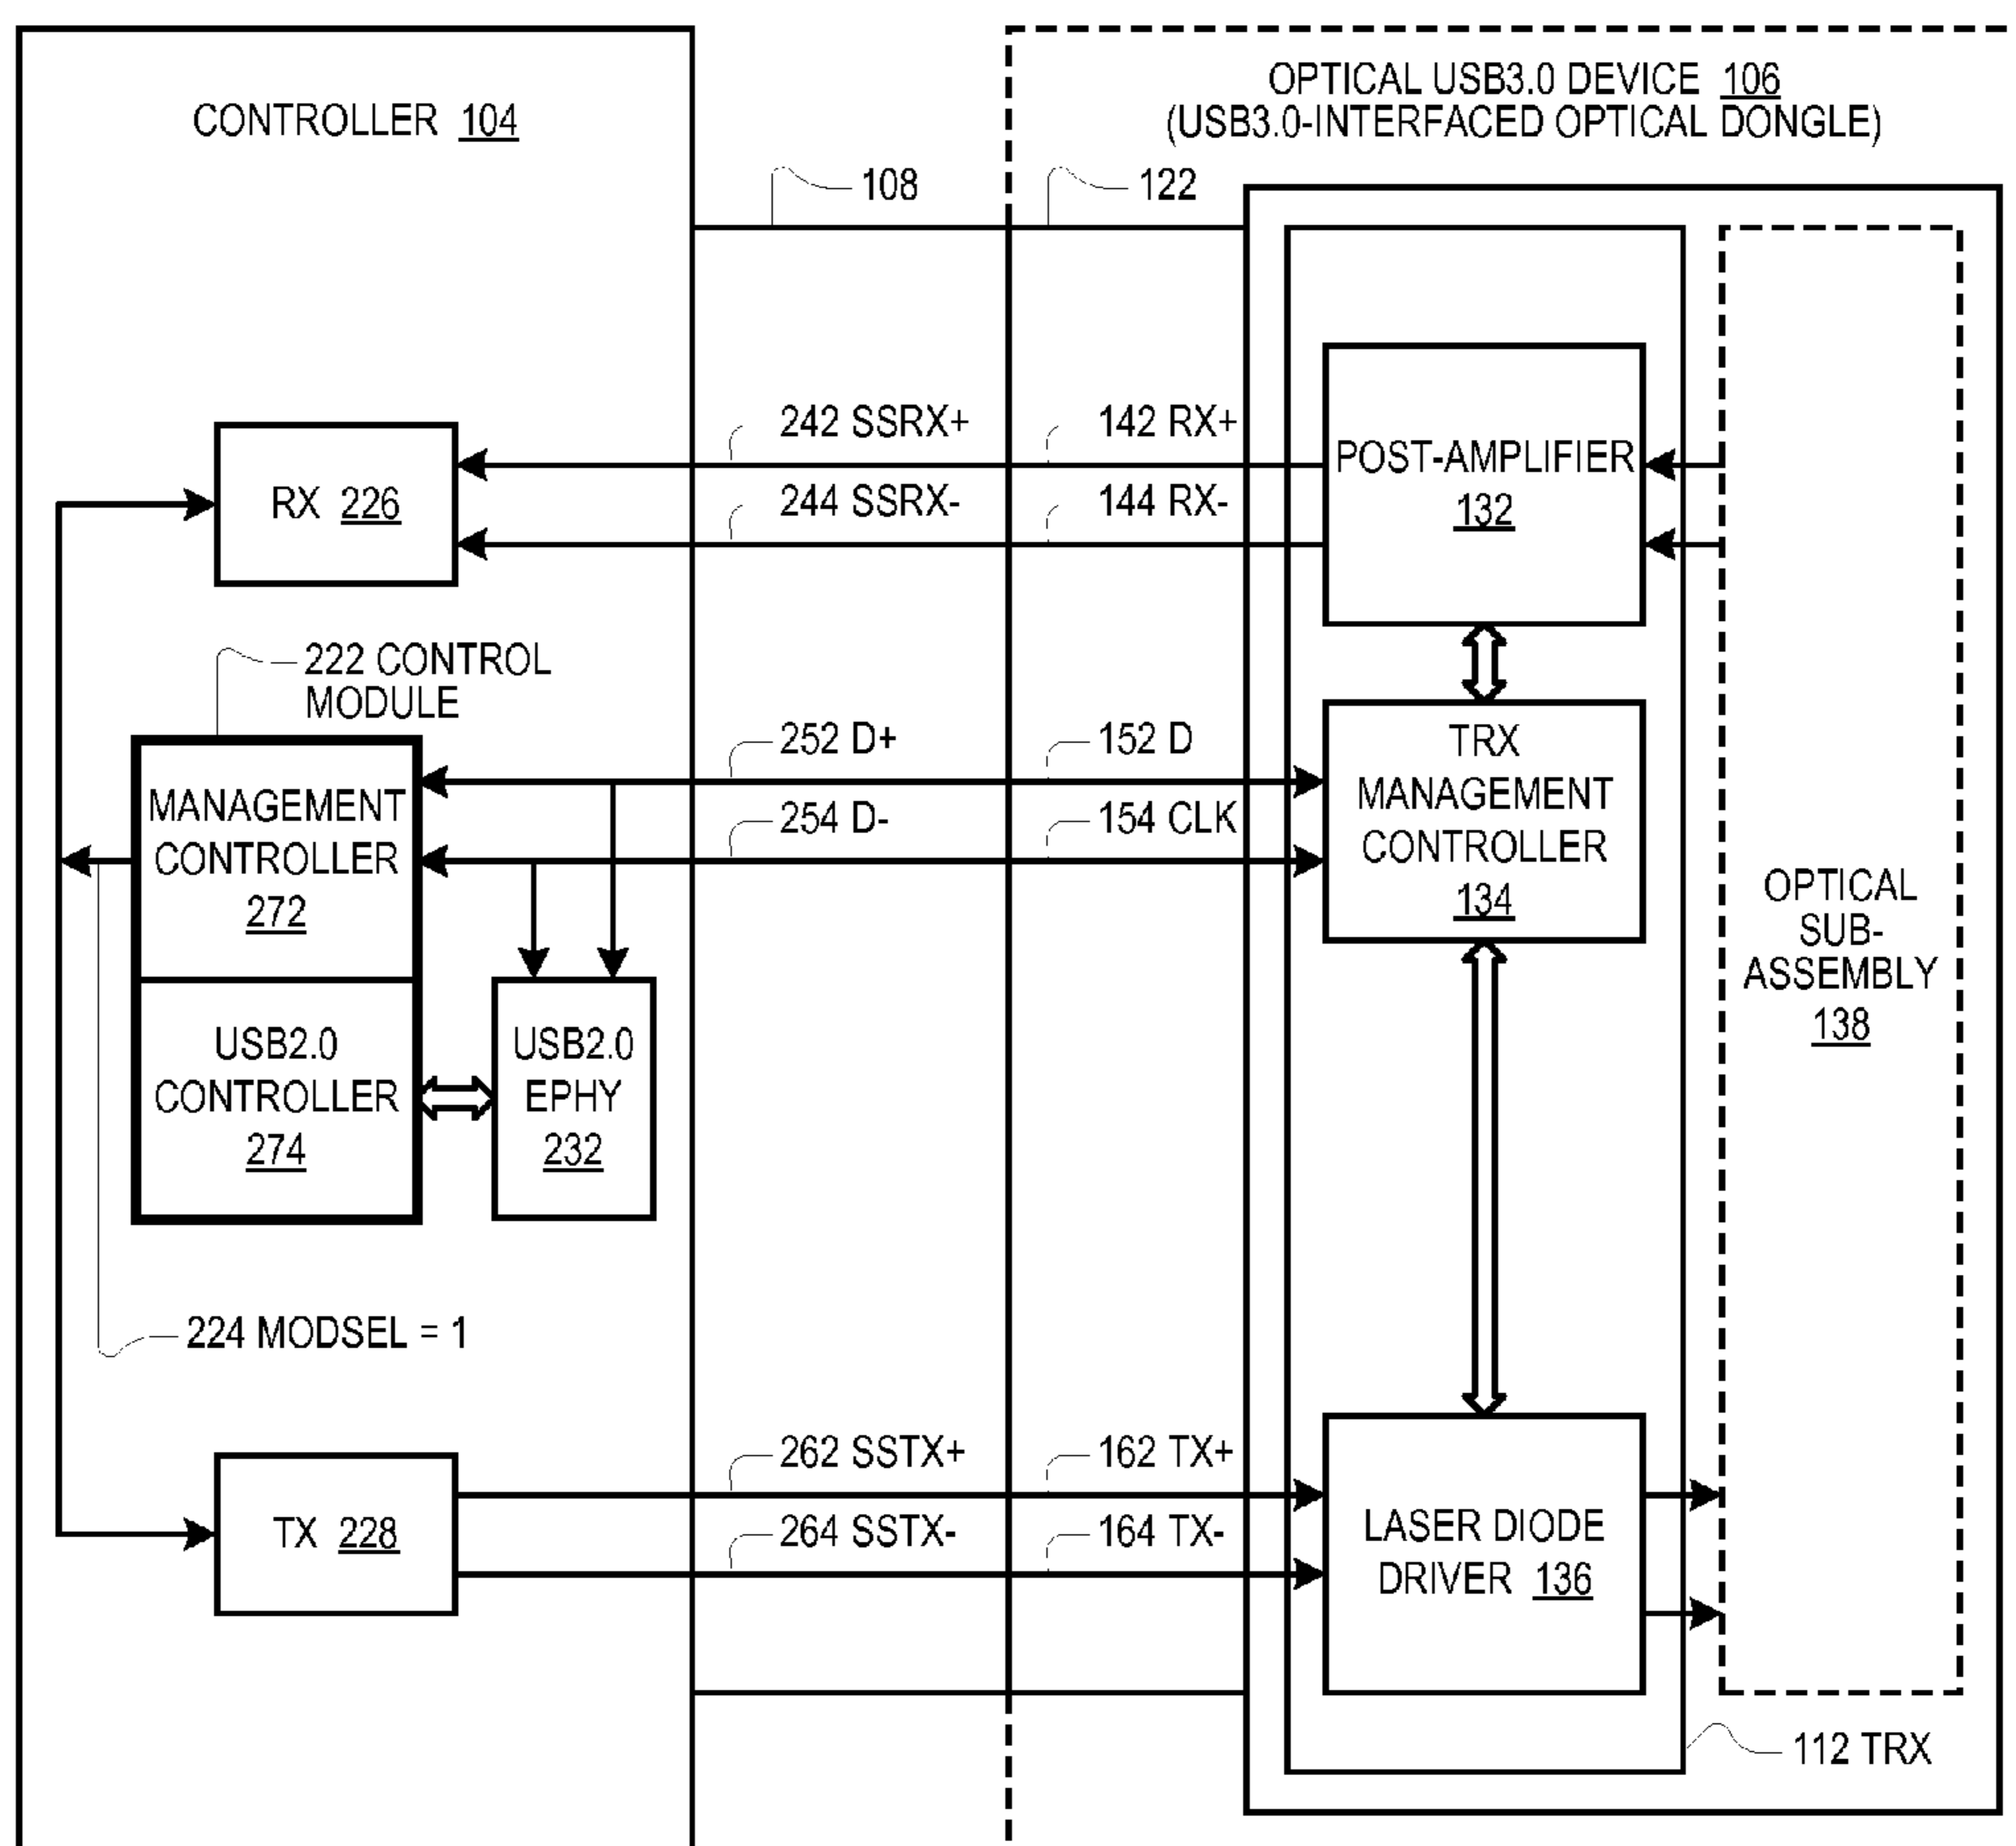 CONTROLLER 104
OPTICAL USB3.0 DEVICE 106
(USB3.0-INTERFACED OPTICAL DONGLE)
108
122
242 SSRX+
142 RX+
244 SSRX-
144 RX-
RX 226
POST-AMPLIFIER
132
222 CONTROL
MODULE
252 D+
152 D
254 D-
154 CLK
MANAGEMENT
CONTROLLER
272
TRX
MANAGEMENT
CONTROLLER
134
OPTICAL
SUB-
ASSEMBLY
138
USB2.0
CONTROLLER
274
USB2.0
EPHY
232
224 MODSEL = 1
262 SSTX+
162 TX+
264 SSTX-
164 TX-
TX 228
LASER DIODE
DRIVER 136
112 TRX